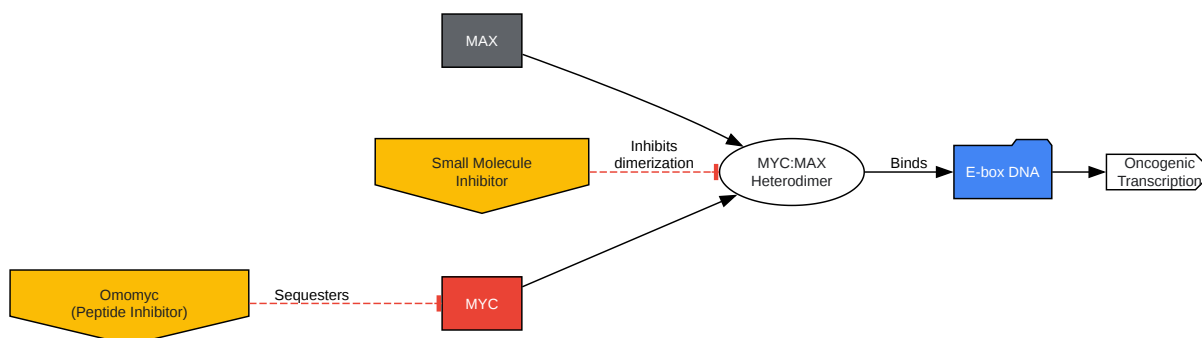 MAX
Small Molecule
Inhibitor
Inhibits
dimerization
MYC:MAX
Heterodimer
Binds
E-box DNA
Oncogenic
Transcription
Omomyc
(Peptide Inhibitor)
Sequesters
MYC